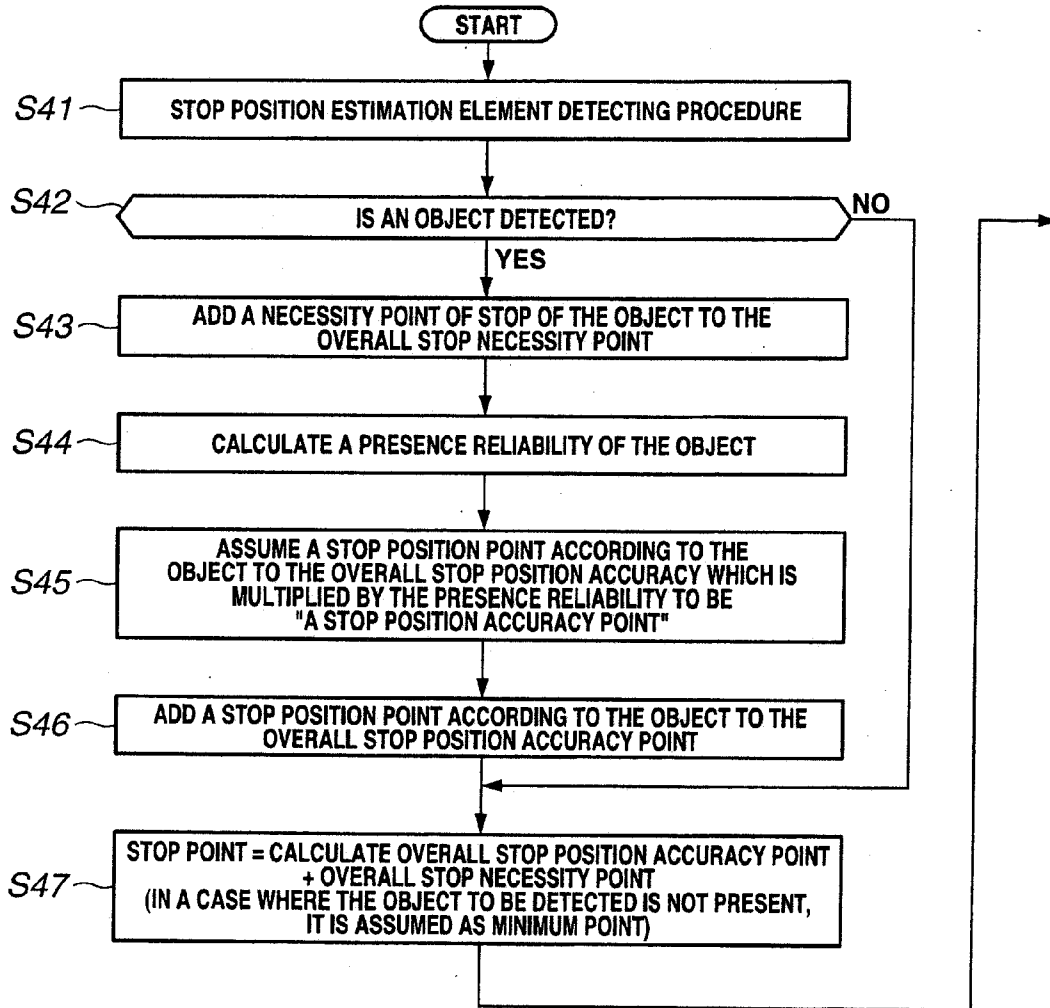 START
S41
STOP POSITION ESTIMATION ELEMENT DETECTING PROCEDURE
S42
IS AN OBJECT DETECTED?
NO
YES
S43
ADD A NECESSITY POINT OF STOP OF THE OBJECT TO THE
OVERALL STOP NECESSITY POINT
S44
CALCULATE A PRESENCE RELIABILITY OF THE OBJECT
S45
ASSUME A STOP POSITION POINT ACCORDING TO THE
OBJECT TO THE OVERALL STOP POSITION ACCURACY WHICH IS
MULTIPLIED BY THE PRESENCE RELIABILITY TO BE
"A STOP POSITION ACCURACY POINT"
S46
ADD A STOP POSITION POINT ACCORDING TO THE OBJECT TO THE
OVERALL STOP POSITION ACCURACY POINT
S47
STOP POINT = CALCULATE OVERALL STOP POSITION ACCURACY POINT
+ OVERALL STOP NECESSITY POINT
(IN A CASE WHERE THE OBJECT TO BE DETECTED IS NOT PRESENT,
IT IS ASSUMED AS MINIMUM POINT)